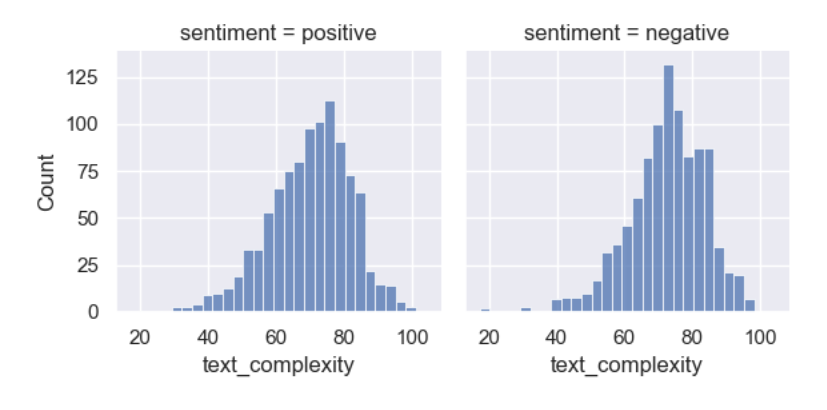 sentiment = positive
sentiment = negative
Count
125
100
75
50
25
0
20 40 60 80 100
20 40 60 80 100
text_complexity
text_complexity